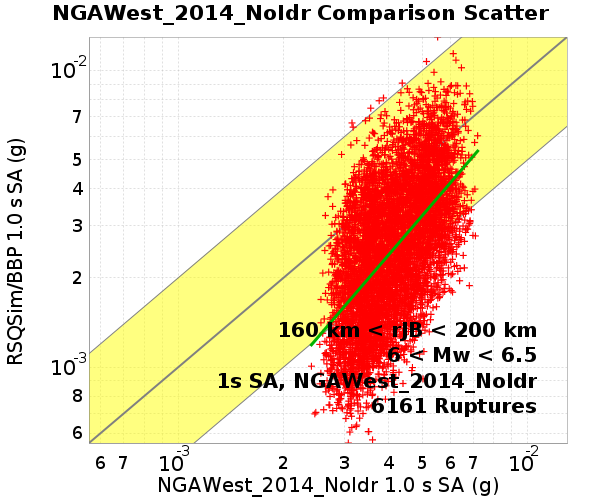 NGAWest_2014_NoIdr Comparison Scatter
10-2
7
5
4
3
2
10-3
8
6
RSQSim/BBP 1.0 s SA (g)
160 km < rJB < 200 km
6 < Mw < 6.5
1s SA, NGAWest_2014_NoIdr
6161 Ruptures
6 7 10-3 2 3 4 5 6 7 10-2
NGAWest_2014_NoIdr 1.0 s SA (g)